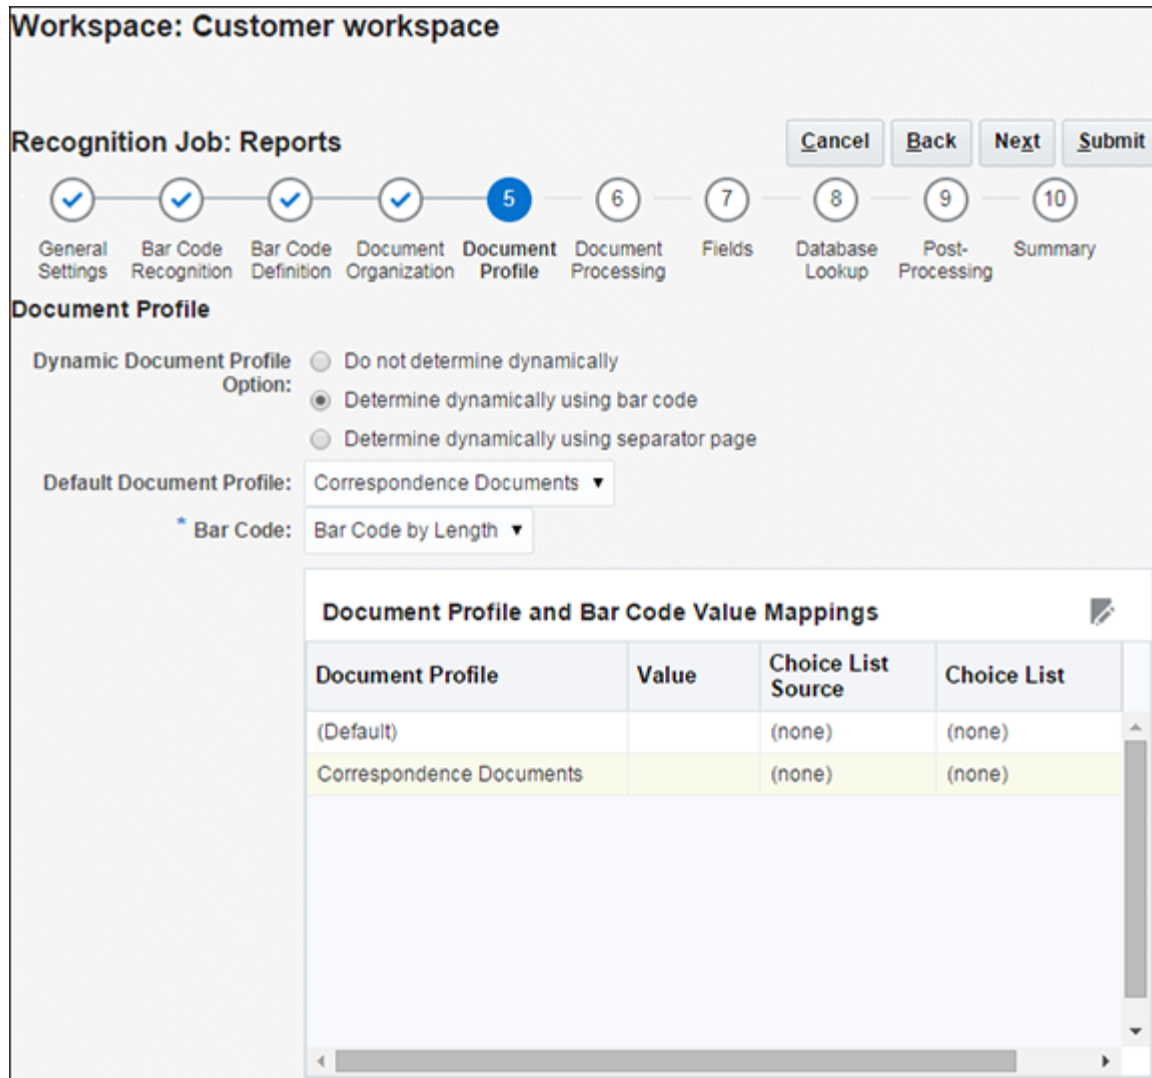 Workspace: Customer workspace
Recognition Job: Reports
Cancel Back Next Submit
5 6 7 8 9 10
General Bar Code Bar Code Document Document Document Fields Database Post- Summary
Settings Recognition Definition Organization Profile Processing Lookup Processing
Document Profile
Dynamic Document Profile Do not determine dynamically
Option:
Determine dynamically using bar code
Determine dynamically using separator page
Default Document Profile: Correspondence Documents
* Bar Code: Bar Code by Length
Document Profile and Bar Code Value Mappings
Document Profile Value Choice List Source Choice List
(Default) (none) (none)
Correspondence Documents (none) (none)